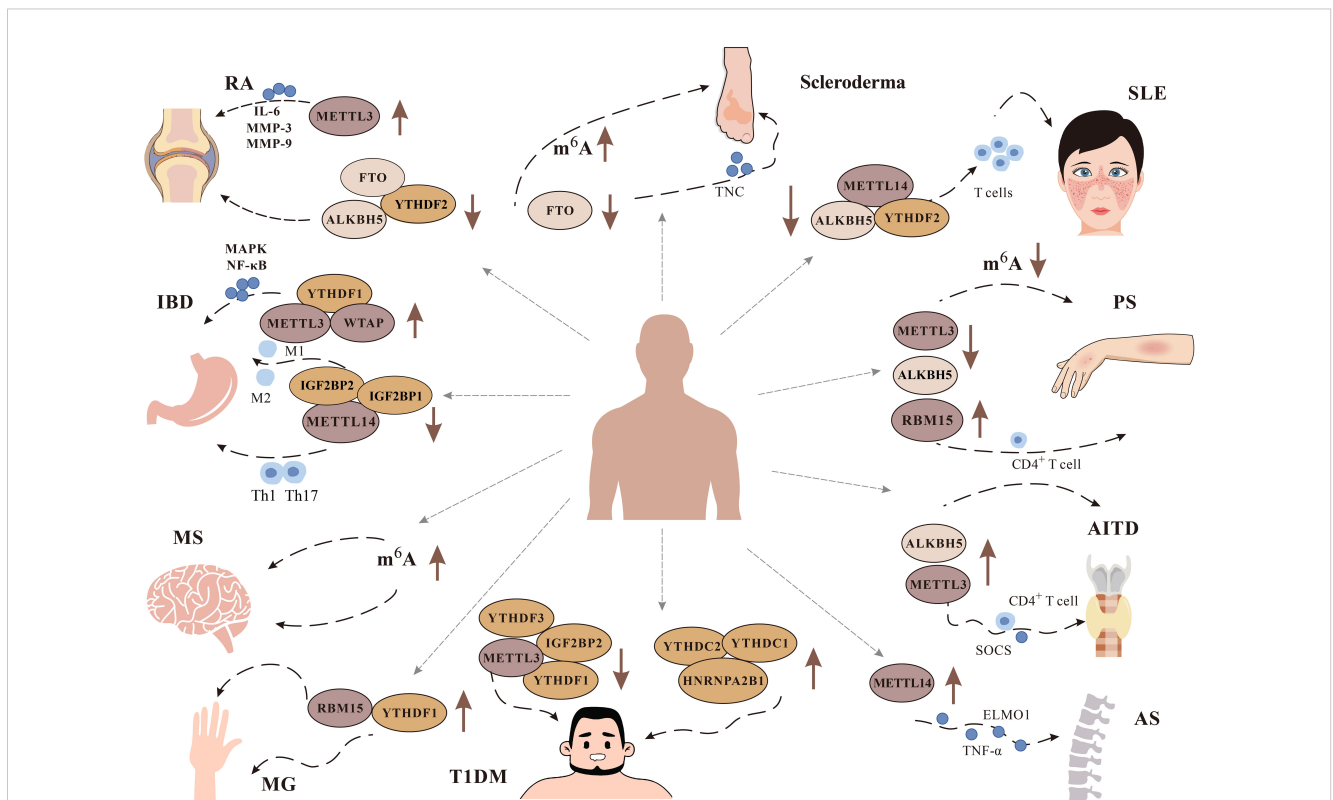 RA
IL-6
MMP-3
MMP-9
METTL3
FTO
YTHDF2
ALKBH5
m⁶A
FTO
TNC
Scleroderma
METTL14
ALKBH5
YTHDF2
T cells
SLE
MAPK
NF-κB
IBD
YTHDF1
METTL3
WTAP
M1
M2
IGF2BP2
IGF2BP1
METTL14
Th1 Th17
m⁶A
PS
METTL3
ALKBH5
RBM15
CD4⁺ T cell
MS
m⁶A
AITD
ALKBH5
METTL3
CD4⁺ T cell
SOCS
RBM15
YTHDF1
MG
YTHDF3
IGF2BP2
METTL3
YTHDF1
YTHDC2
YTHDC1
HNRNPA2B1
T1DM
METTL14
ELMO1
TNF-α
AS